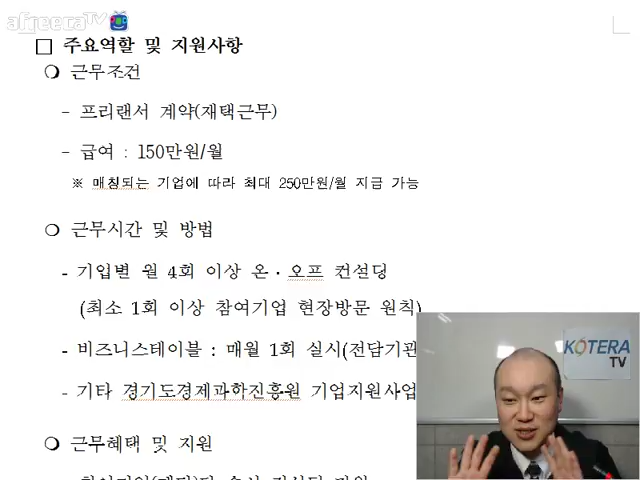 afreecaTV
□ 주요역할 및 지원사항
❍ 근무조건
- 프리랜서 계약(재택근무)
- 급여 : 150만원/월
※ 매칭되는 기업에 따라 최대 250만원/월 지급 가능
❍ 근무시간 및 방법
- 기업별 월 4회 이상 온·오프 컨설딩
(최소 1회 이상 참여기업 현장방문 원칙)
- 비즈니스테이블 : 매월 1회 실시(전담기관
- 기타 경기도경제과학진흥원 기업지원사업
KOTERA
TV
❍ 근무혜택 및 지원